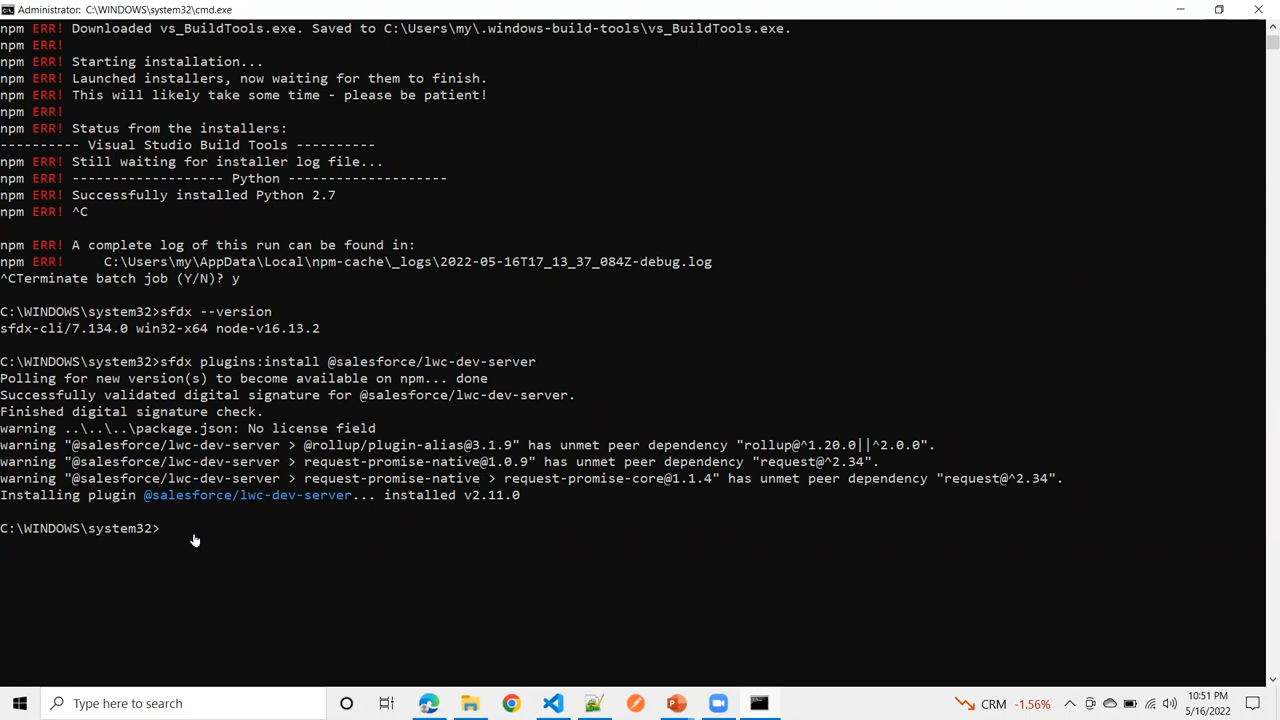 Administrator: C:\WINDOWS\system32\cmd.exe
npm ERR! Downloaded vs_BuildTools.exe. Saved to C:\Users\my\.windows-build-tools\vs_BuildTools.exe.
npm ERR!
npm ERR! Starting installation...
npm ERR! Launched installers, now waiting for them to finish.
npm ERR! This will likely take some time - please be patient!
npm ERR!
npm ERR! Status from the installers:
---------- Visual Studio Build Tools ----------
npm ERR! Still waiting for installer log file...
npm ERR! ------------------- Python --------------------
npm ERR! Successfully installed Python 2.7
npm ERR! ^C
npm ERR! A complete log of this run can be found in:
npm ERR!     C:\Users\my\AppData\Local\npm-cache\_logs\2022-05-16T17_13_37_084Z-debug.log
^CTerminate batch job (Y/N)? y
C:\WINDOWS\system32>sfdx --version
sfdx-cli/7.134.0 win32-x64 node-v16.13.2
C:\WINDOWS\system32>sfdx plugins:install @salesforce/lwc-dev-server
Polling for new version(s) to become available on npm... done
Successfully validated digital signature for @salesforce/lwc-dev-server.
Finished digital signature check.
warning ..\..\..\package.json: No license field
warning "@salesforce/lwc-dev-server > @rollup/plugin-alias@3.1.9" has unmet peer dependency "rollup@^1.20.0||^2.0.0".
warning "@salesforce/lwc-dev-server > request-promise-native@1.0.9" has unmet peer dependency "request@^2.34".
warning "@salesforce/lwc-dev-server > request-promise-native > request-promise-core@1.1.4" has unmet peer dependency "request@^2.34".
Installing plugin @salesforce/lwc-dev-server... installed v2.11.0
C:\WINDOWS\system32>
Type here to search
CRM -1.56%
10:51 PM
5/16/2022